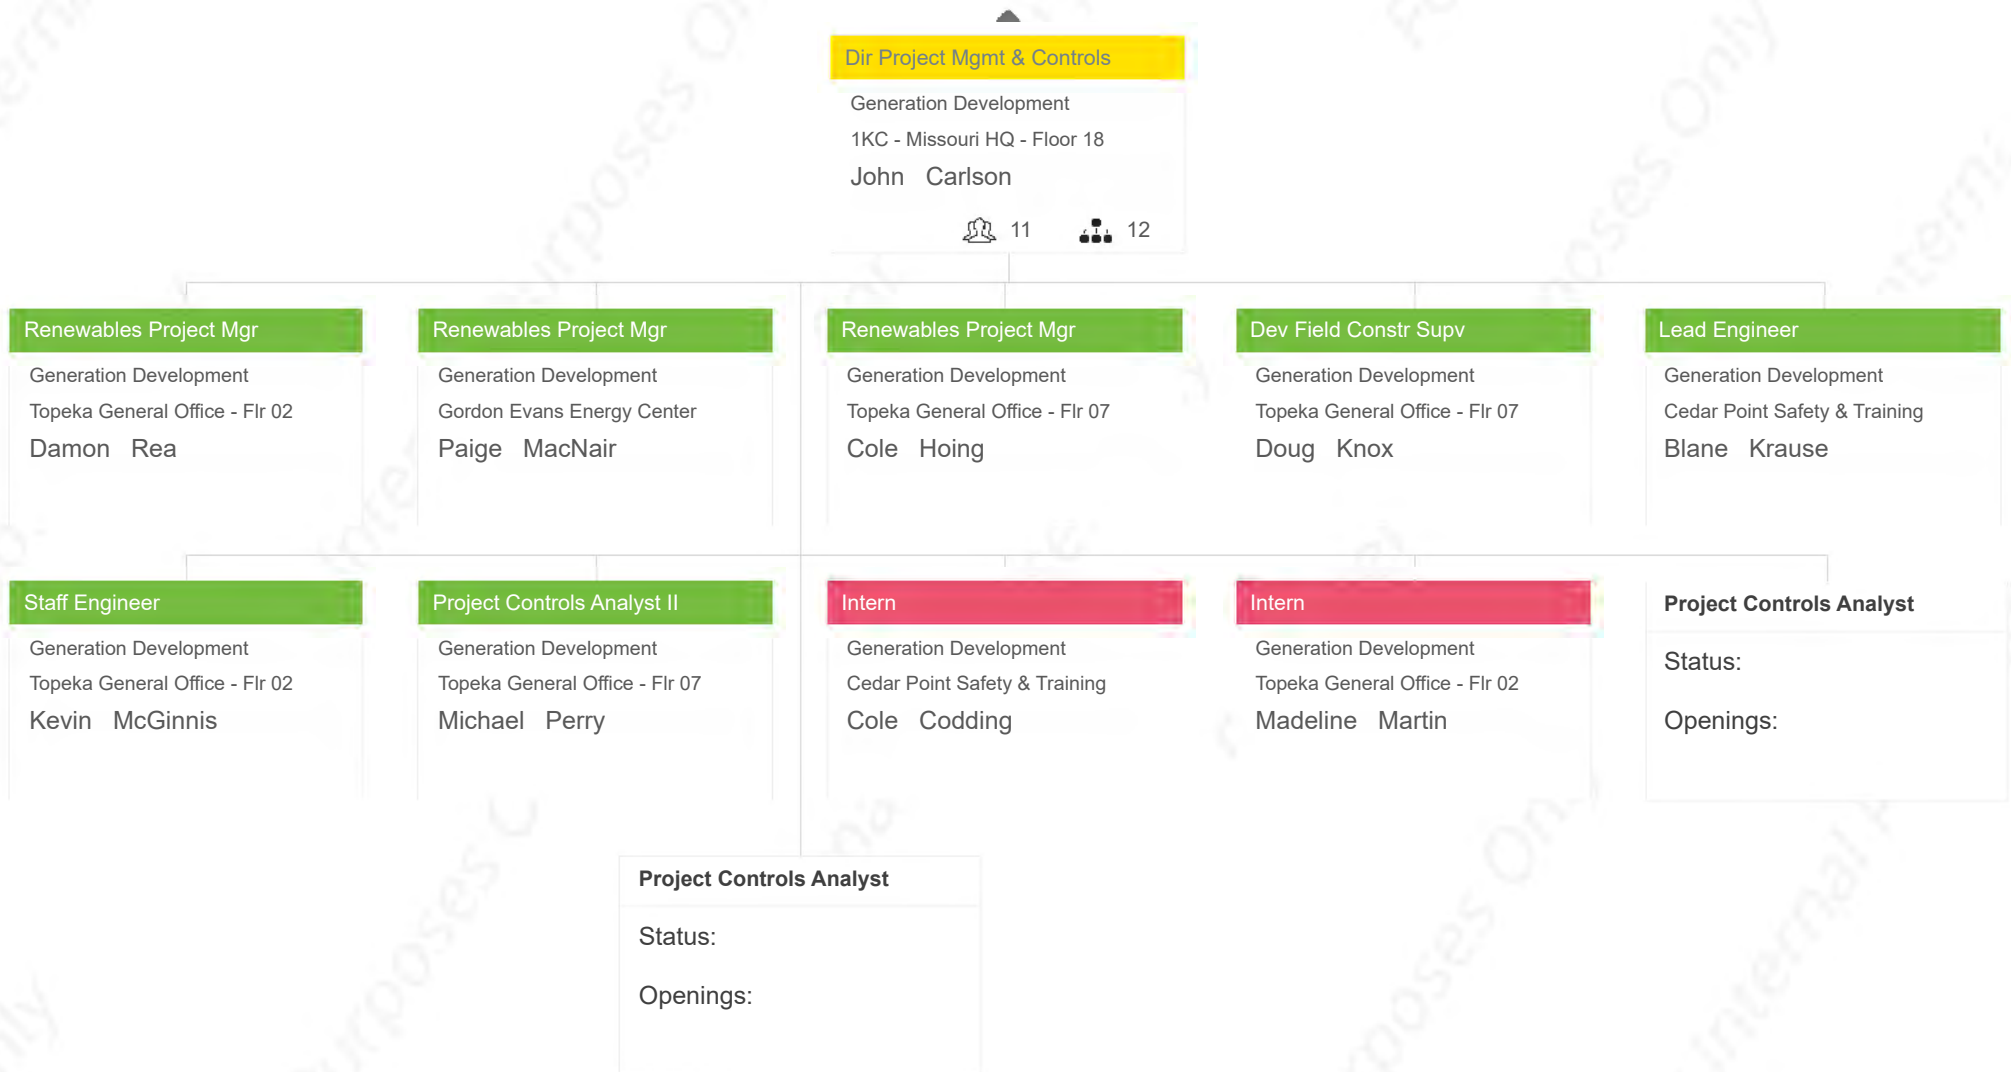 Dir Project Mgmt & Controls
Generation Development
1KC - Missouri HQ - Floor 18
John Carlson
11 12
Renewables Project Mgr
Generation Development
Topeka General Office - Flr 02
Damon Rea
Renewables Project Mgr
Generation Development
Gordon Evans Energy Center
Paige MacNair
Renewables Project Mgr
Generation Development
Topeka General Office - Flr 07
Cole Hoing
Dev Field Constr Supv
Generation Development
Topeka General Office - Flr 07
Doug Knox
Lead Engineer
Generation Development
Cedar Point Safety & Training
Blane Krause
Staff Engineer
Generation Development
Topeka General Office - Flr 02
Kevin McGinnis
Project Controls Analyst II
Generation Development
Topeka General Office - Flr 07
Michael Perry
Intern
Generation Development
Cedar Point Safety & Training
Cole Codding
Intern
Generation Development
Topeka General Office - Flr 02
Madeline Martin
Project Controls Analyst
Status:
Openings:
Project Controls Analyst
Status:
Openings: